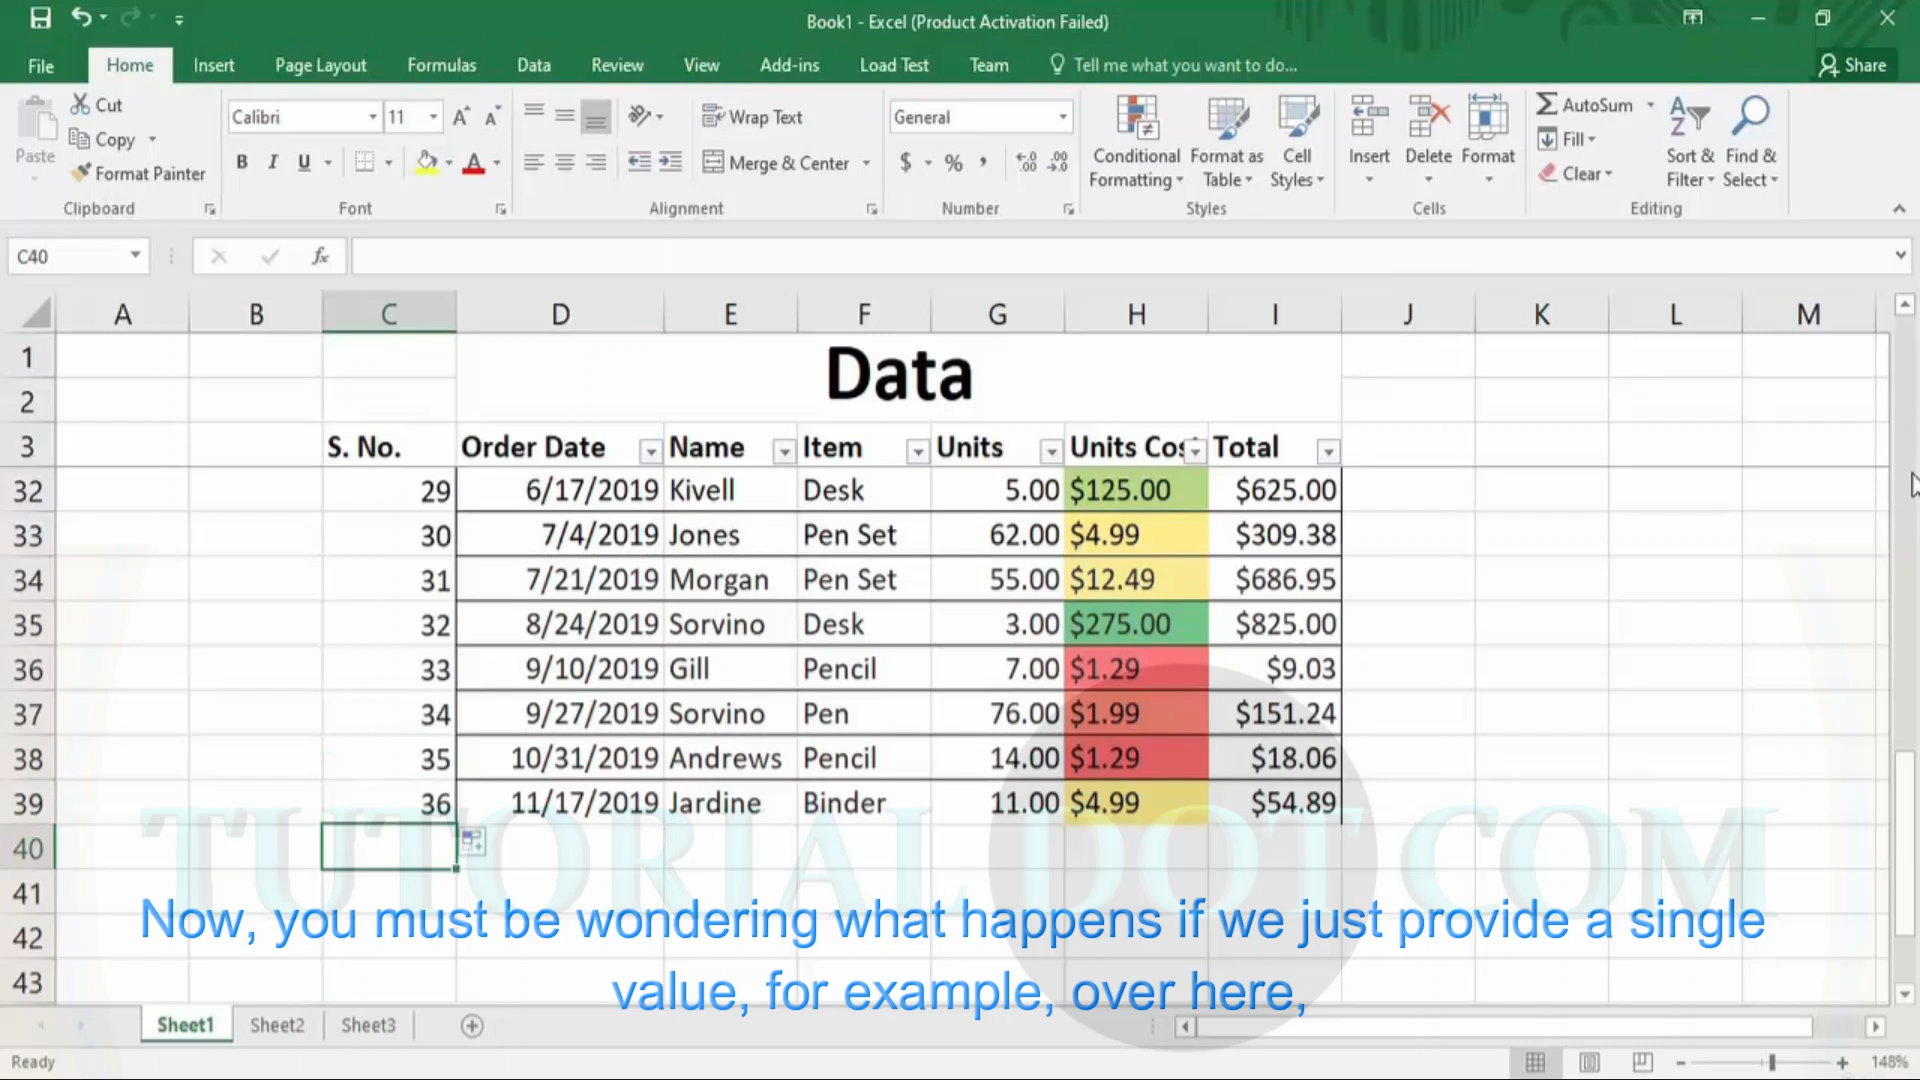 Book1 - Excel (Product Activation Failed)
File Home Insert Page Layout Formulas Data Review View Add-ins Load Test Team Tell me what you want to do... Share
Paste Cut Copy Format Painter Clipboard
Calibri 11 B I U A Font
Wrap Text Merge & Center Alignment
General $ % , Number
Conditional Formatting Format as Table Cell Styles Styles
Insert Delete Format Cells
AutoSum Fill Clear Sort & Filter Find & Select Editing
C40 fx
A B C D E F G H I J K L M
1 Data
2
3 S. No. Order Date Name Item Units Units Cos Total
32 29 6/17/2019 Kivell Desk 5.00 $125.00 $625.00
33 30 7/4/2019 Jones Pen Set 62.00 $4.99 $309.38
34 31 7/21/2019 Morgan Pen Set 55.00 $12.49 $686.95
35 32 8/24/2019 Sorvino Desk 3.00 $275.00 $825.00
36 33 9/10/2019 Gill Pencil 7.00 $1.29 $9.03
37 34 9/27/2019 Sorvino Pen 76.00 $1.99 $151.24
38 35 10/31/2019 Andrews Pencil 14.00 $1.29 $18.06
39 36 11/17/2019 Jardine Binder 11.00 $4.99 $54.89
40
TUTORIAL DOT COM
41
Now, you must be wondering what happens if we just provide a single
42
value, for example, over here,
43
Sheet1 Sheet2 Sheet3
Ready 148%